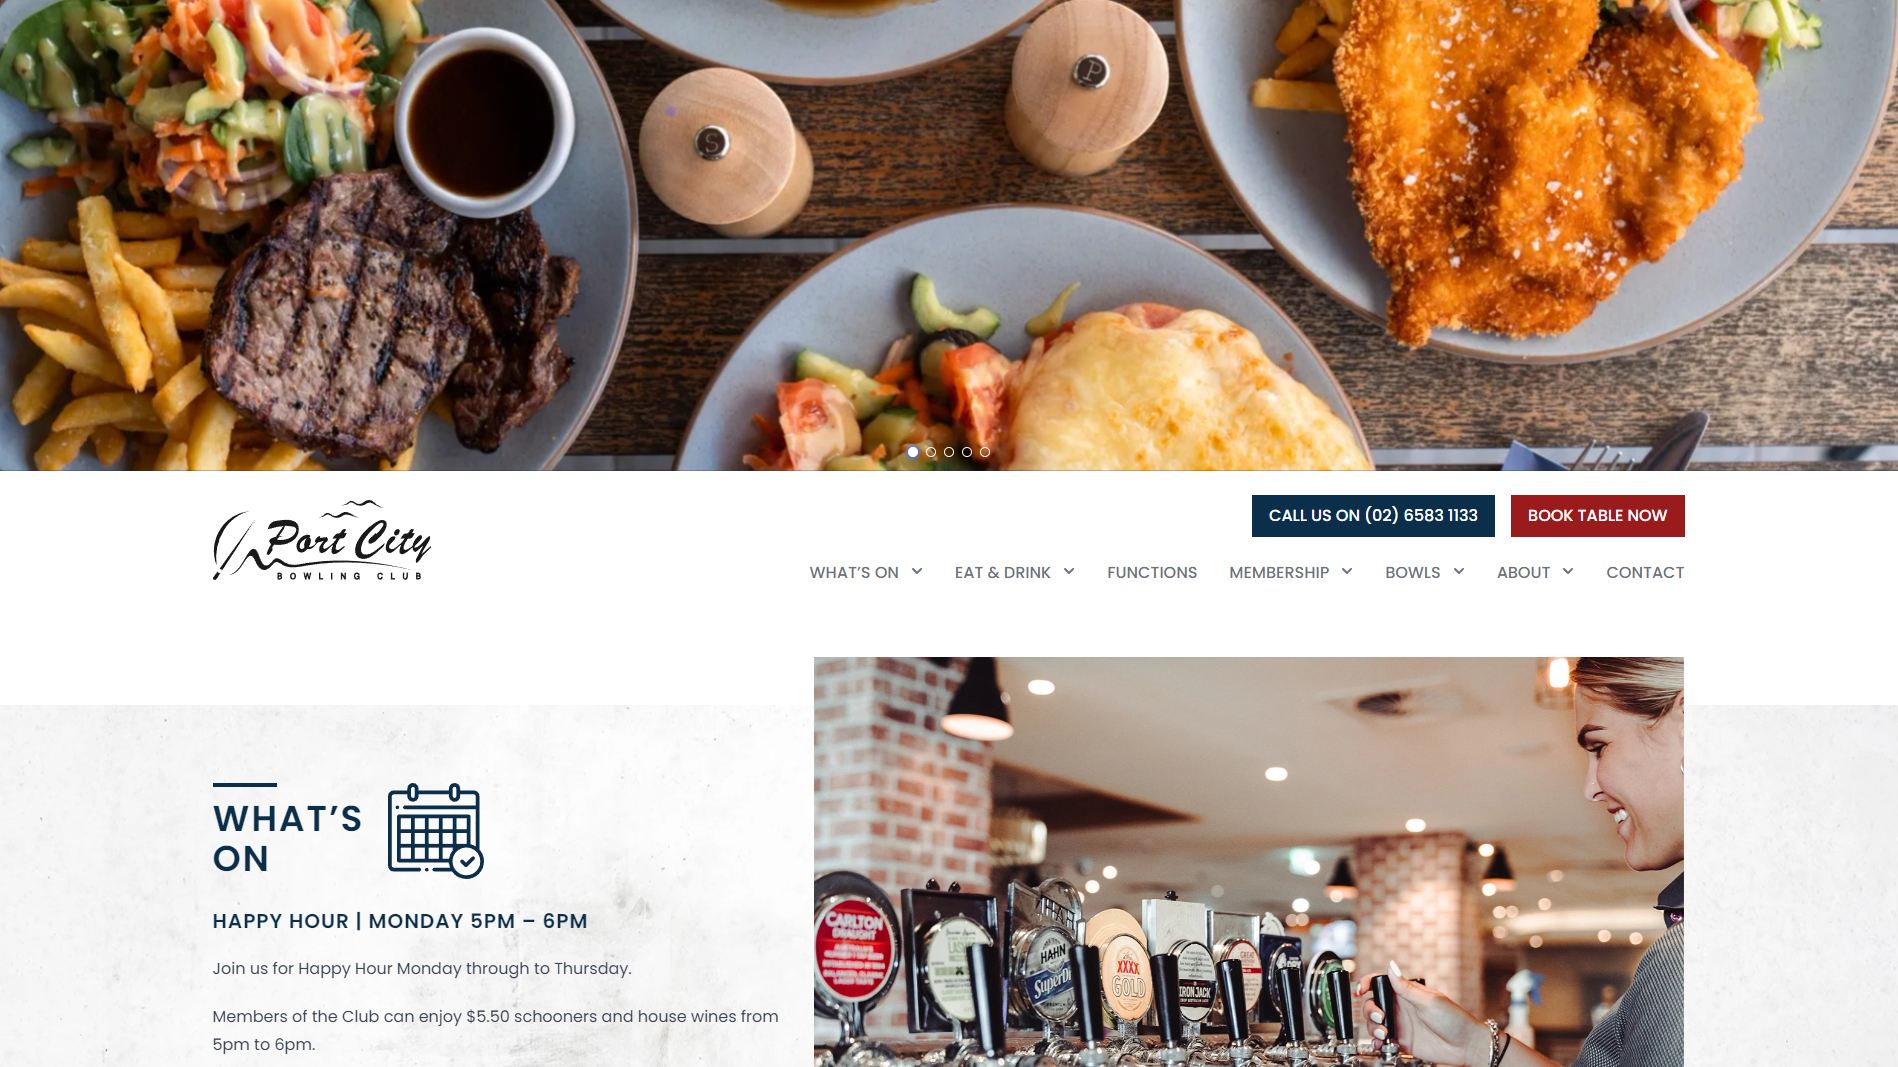 S
P
Port City
BOWLING CLUB
CALL US ON (02) 6583 1133
BOOK TABLE NOW
WHAT'S ON
EAT & DRINK
FUNCTIONS
MEMBERSHIP
BOWLS
ABOUT
CONTACT
WHAT'S
ON
HAPPY HOUR | MONDAY 5PM – 6PM
Join us for Happy Hour Monday through to Thursday.
Members of the Club can enjoy $5.50 schooners and house wines from
5pm to 6pm.
CARLTON
DRAUGHT
HAHN
HAHN
SuperDry
XXXX
GOLD
IRON JACK
GREAT